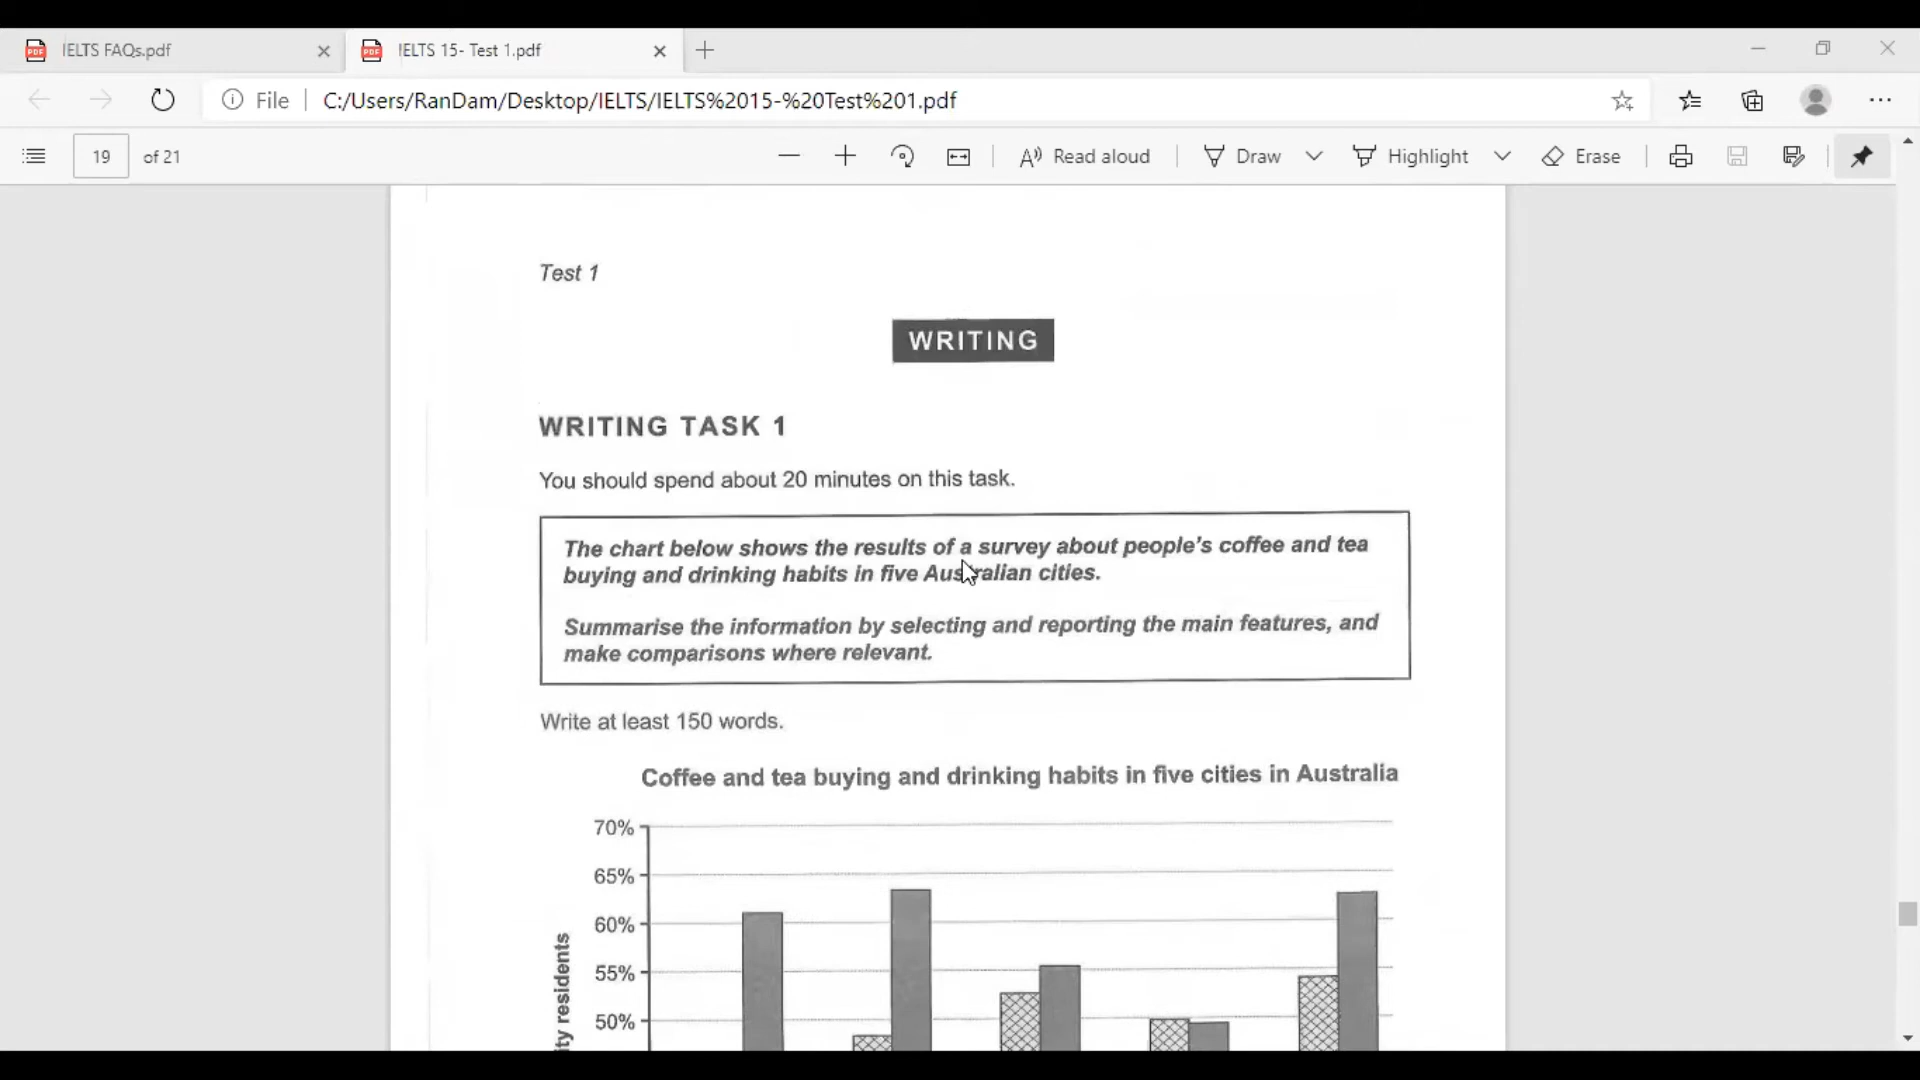 IELTS FAQs.pdf
IELTS 15- Test 1.pdf
File
C:/Users/RanDam/Desktop/IELTS/IELTS%2015-%20Test%201.pdf
19 of 21
Read aloud
Draw
Highlight
Erase
Test 1
WRITING
WRITING TASK 1
You should spend about 20 minutes on this task.
The chart below shows the results of a survey about people's coffee and tea
buying and drinking habits in five Australian cities.
Summarise the information by selecting and reporting the main features, and
make comparisons where relevant.
Write at least 150 words.
Coffee and tea buying and drinking habits in five cities in Australia
70%
65%
60%
55%
50%
ity residents